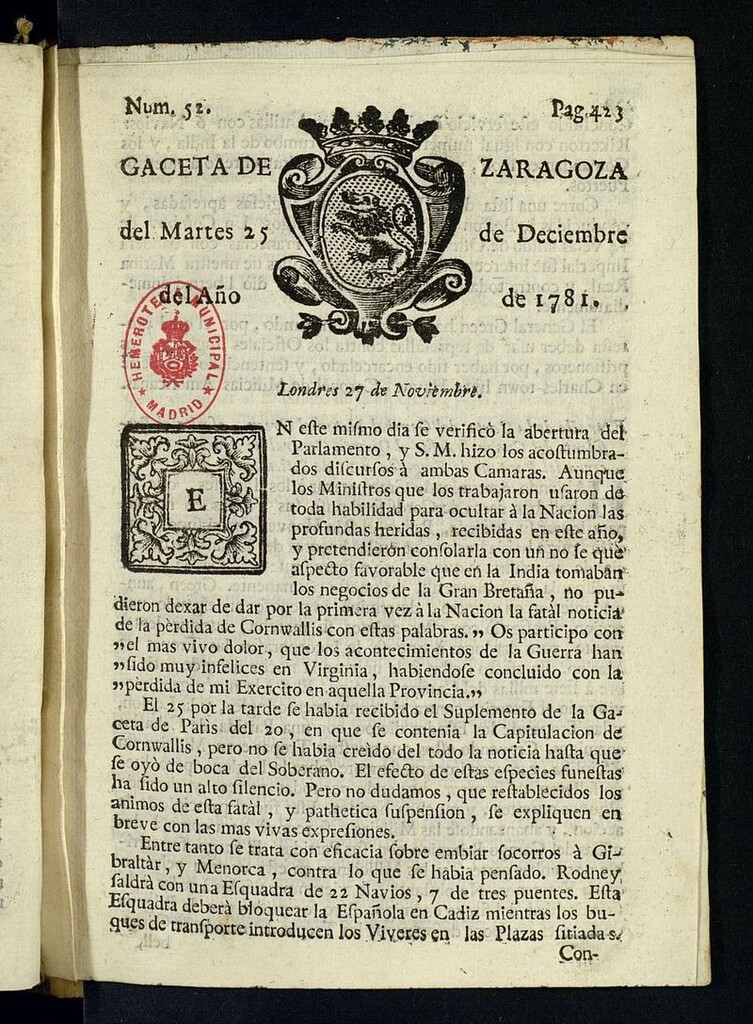 Num. 52. Pag. 423
GACETA DE ZARAGOZA
del Martes 25 de Deciembre
del Año de 1781.
HEMEROTECA MUNICIPAL
MADRID
Londres 27 de Noviembre.
EN eſte miſmo dia ſe verificò la abertura del
Parlamento, y S. M. hizo los acoſtumbra-
dos diſcurſos à ambas Camaras. Aunque
los Miniſtros que los trabajaron uſaron de
toda habilidad para ocultar à la Nacion las
profundas heridas, recibidas en eſte año,
y pretendieron conſolarla con un no ſe que
aſpecto favorable que en la India tomaban
los negocios de la Gran Bretaña, no pu-
dieron dexar de dar por la primera vez à la Nacion la fatàl noticia
de la pèrdida de Cornwallis con eſtas palabras. „ Os participo con
„el mas vivo dolor, que los acontecimientos de la Guerra han
„ſido muy infelices en Virginia, habiendoſe concluido con la
„pèrdida de mi Exercito en aquella Provincia.„
El 25 por la tarde ſe habia recibido el Suplemento de la Ga-
ceta de Parìs del 20, en que ſe contenia la Capitulacion de
Cornwallis, pero no ſe habia creìdo del todo la noticia haſta que
ſe oyò de boca del Soberano. El efecto de eſtas eſpecies funeſtas
ha ſido un alto ſilencio. Pero no dudamos, que reſtablecidos los
animos de eſta fatàl, y pathetica ſuſpenſion, ſe expliquen en
breve con las mas vivas expreſiones.
Entre tanto ſe trata con eficacia ſobre embiar ſocorros à Gi-
braltàr, y Menorca, contra lo que ſe habia penſado. Rodney
ſaldrà con una Eſquadra de 22 Navios, 7 de tres puentes. Eſta
Eſquadra deberà bloquear la Eſpañola en Cadiz mientras los bu-
ques de tranſporte introducen los Viveres en las Plazas ſitiadas.
Con-